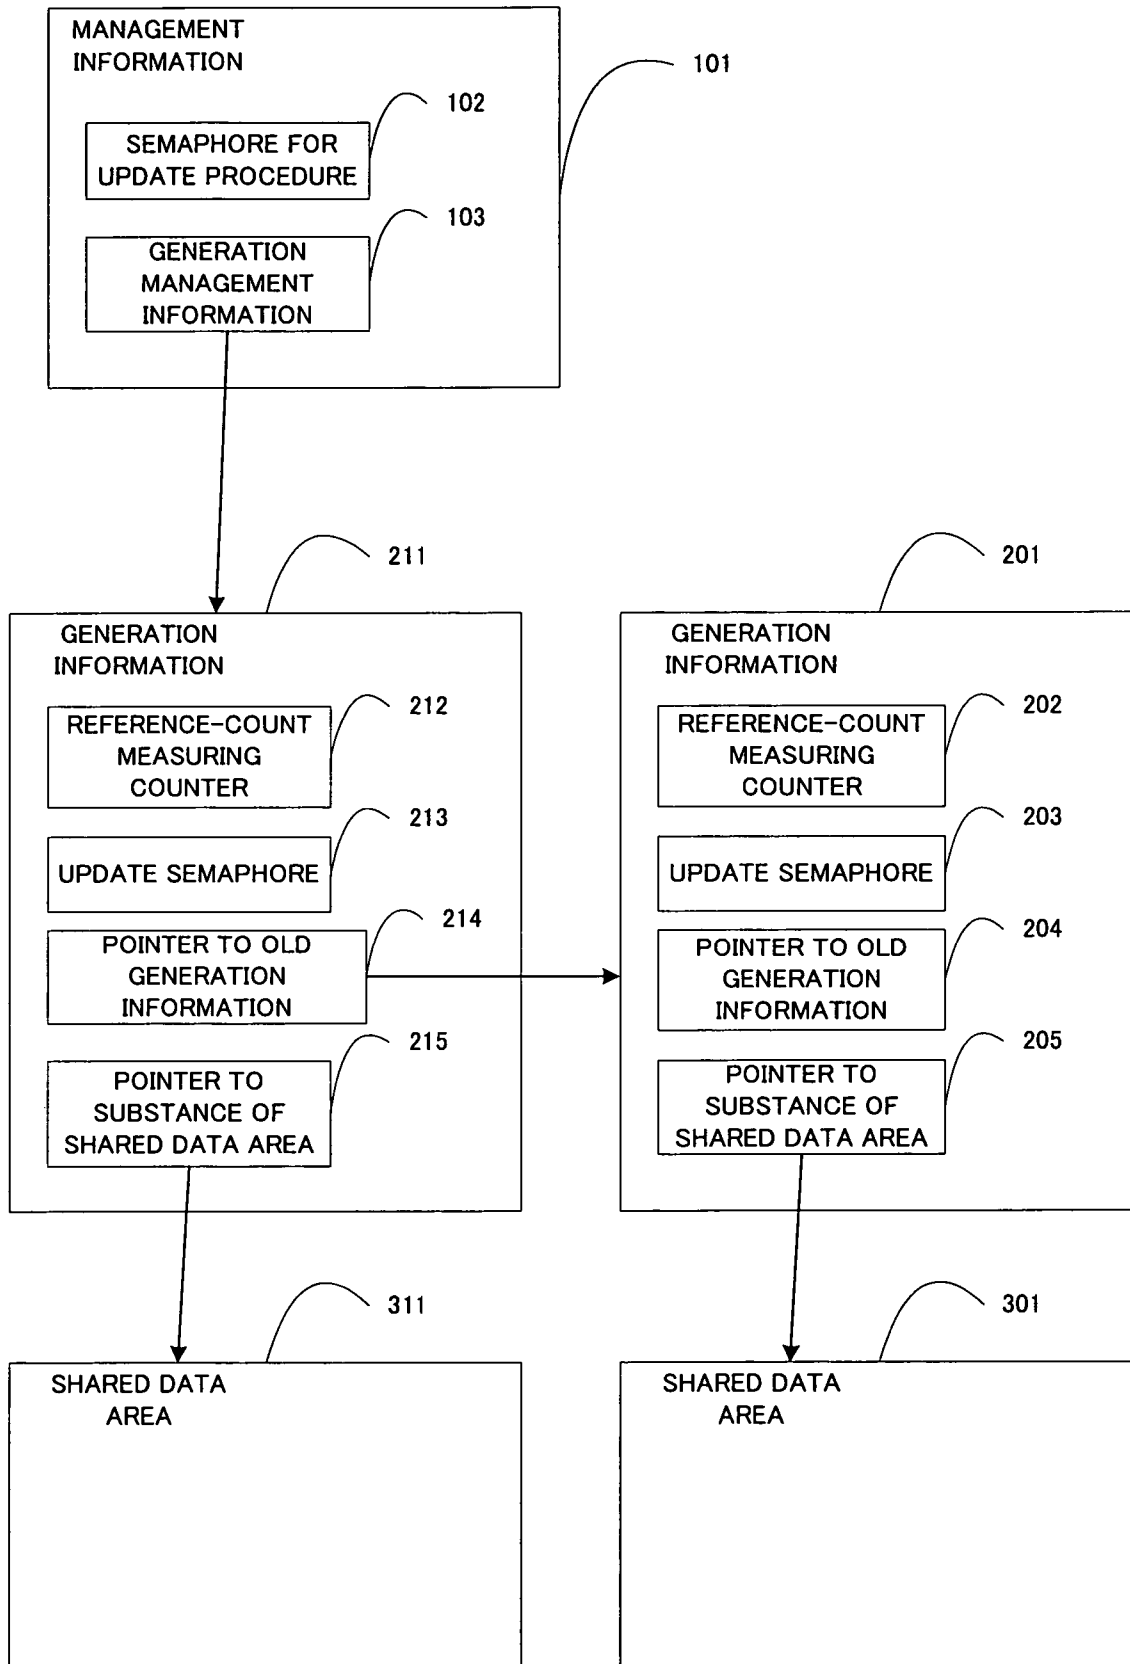 MANAGEMENT
INFORMATION
101
102
SEMAPHORE FOR
UPDATE PROCEDURE
103
GENERATION
MANAGEMENT
INFORMATION
211
GENERATION
INFORMATION
212
REFERENCE-COUNT
MEASURING
COUNTER
213
UPDATE SEMAPHORE
214
POINTER TO OLD
GENERATION
INFORMATION
215
POINTER TO
SUBSTANCE OF
SHARED DATA AREA
201
GENERATION
INFORMATION
202
REFERENCE-COUNT
MEASURING
COUNTER
203
UPDATE SEMAPHORE
204
POINTER TO OLD
GENERATION
INFORMATION
205
POINTER TO
SUBSTANCE OF
SHARED DATA AREA
311
SHARED DATA
AREA
301
SHARED DATA
AREA